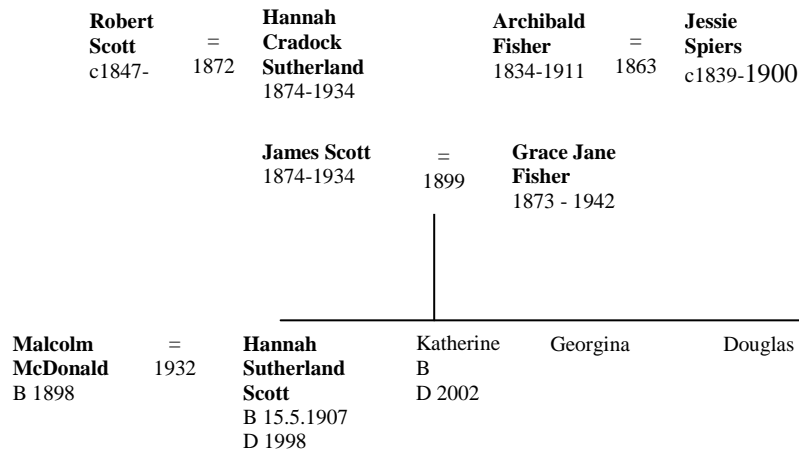 Robert
Scott
c1847-
=
1872
Hannah
Cradock
Sutherland
1874-1934
Archibald
Fisher
1834-1911
=
1863
Jessie
Spiers
c1839-1900
James Scott
1874-1934
=
1899
Grace Jane
Fisher
1873 - 1942
Malcolm
McDonald
B 1898
=
1932
Hannah
Sutherland
Scott
B 15.5.1907
D 1998
Katherine
B
D 2002
Georgina
Douglas